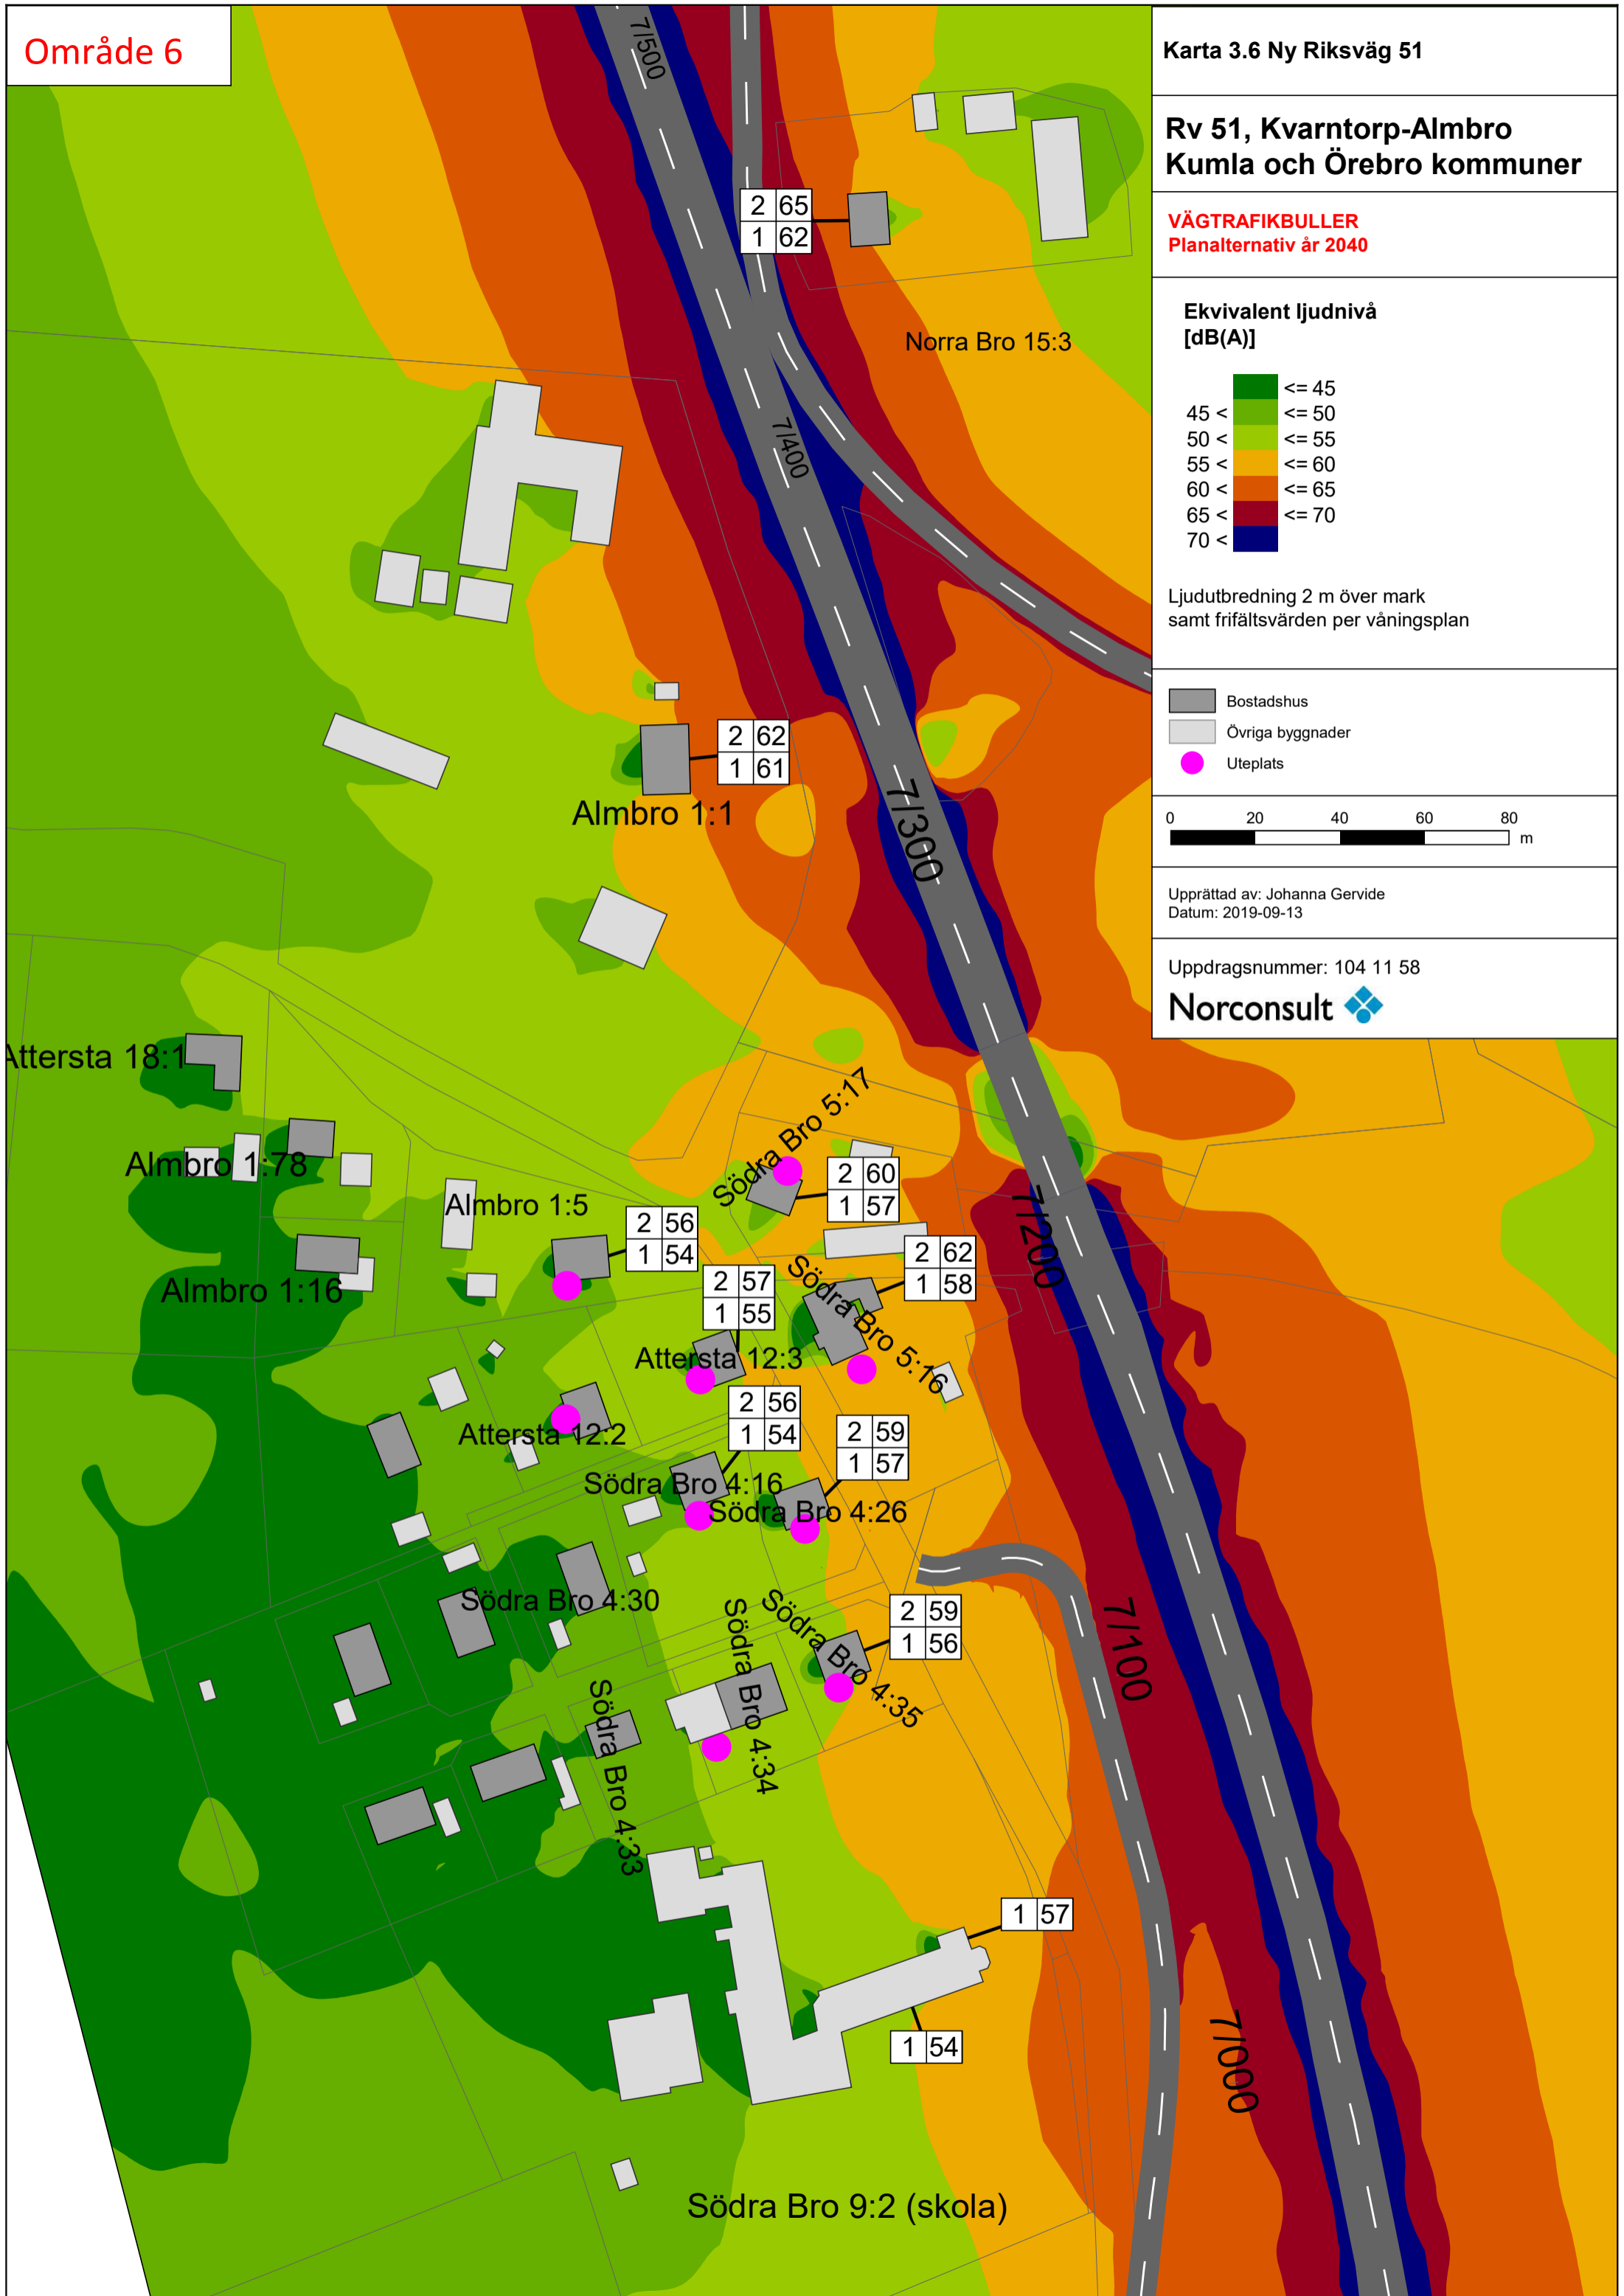 Område 6
Karta 3.6 Ny Riksväg 51
Rv 51, Kvarntorp-Almbro
Kumla och Örebro kommuner
VÄGTRAFIKBULLER
Planalternativ år 2040
Ekvivalent ljudnivå
[dB(A)]
<= 45
45 < <= 50
50 < <= 55
55 < <= 60
60 < <= 65
65 < <= 70
70 <
Ljudutbredning 2 m över mark
samt frifältsvärden per våningsplan
Bostadshus
Övriga byggnader
Uteplats
0 20 40 60 80
m
Upprättad av: Johanna Gervide
Datum: 2019-09-13
Uppdragsnummer: 104 11 58
Norconsult
7/500
2 65
1 62
Norra Bro 15:3
7/400
2 62
1 61
Almbro 1:1
7/300
Attersta 18:1
Södra Bro 5:17
Almbro 1:78
2 60
1 57
Almbro 1:5
2 56
1 54
7/200
2 62
1 58
Almbro 1:16
2 57
1 55
Södra Bro 5:16
Attersta 12:3
2 56
1 54
Attersta 12:2
2 59
1 57
Södra Bro 4:16
Södra Bro 4:26
Södra Bro 4:30
2 59
1 56
7/100
Södra Bro 4:35
Södra Bro 4:34
Södra Bro 4:33
1 57
1 54
7/000
Södra Bro 9:2 (skola)